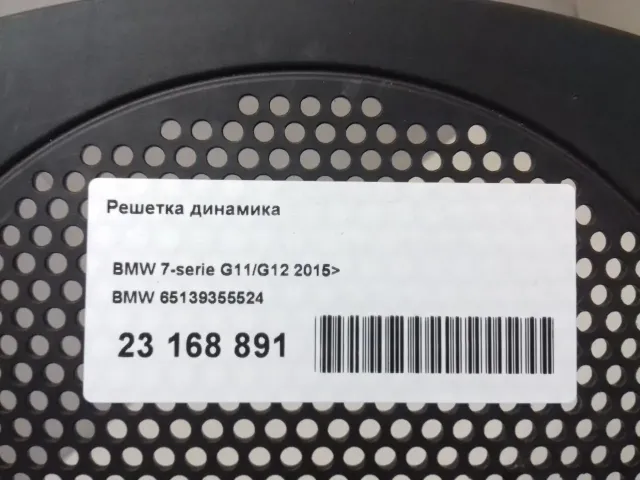 Решетка динамика
BMW 7-serie G11/G12 2015>
BMW 65139355524
23 168 891